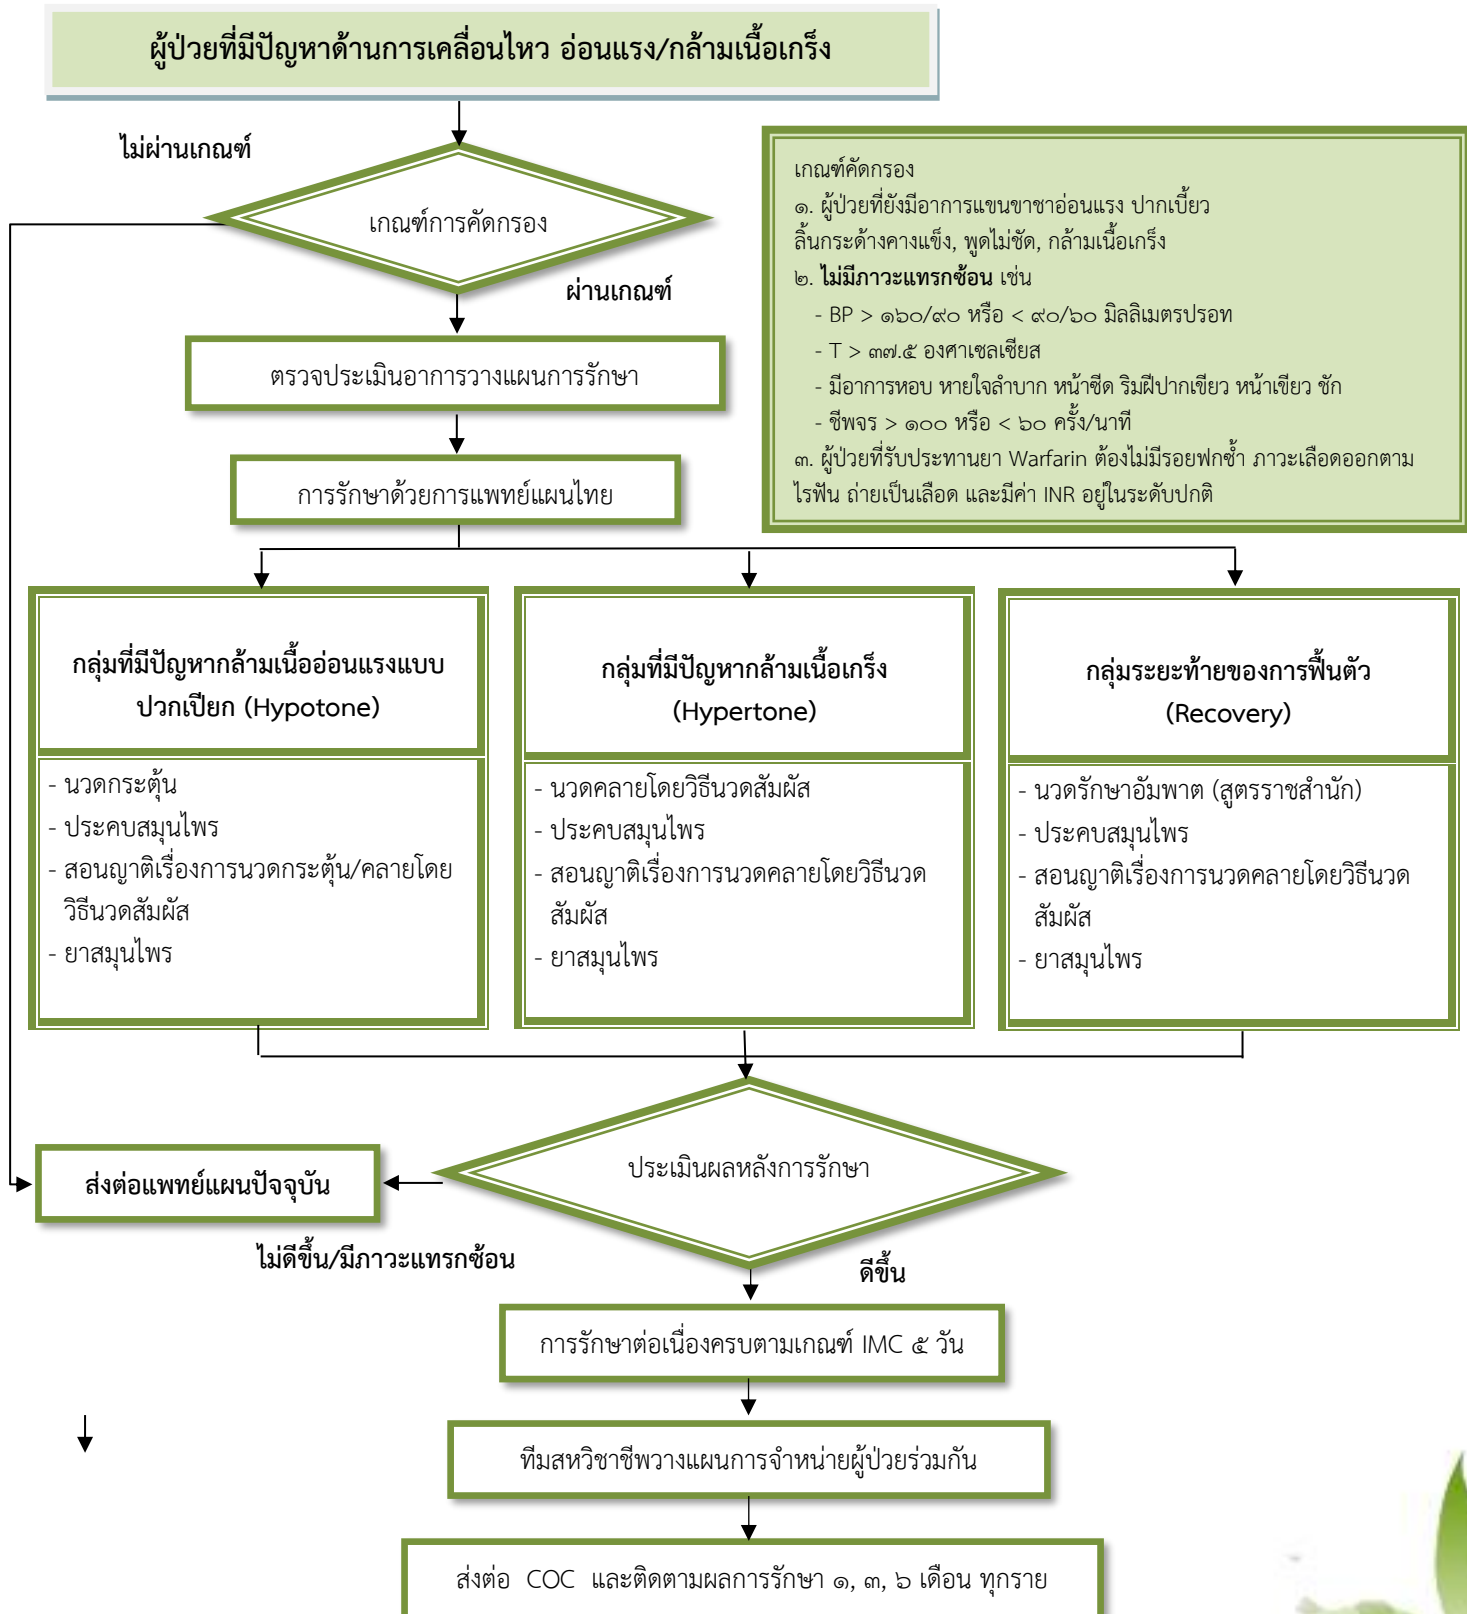 ผู้ป่วยที่มีปัญหาด้านการเคลื่อนไหว อ่อนแรง/กล้ามเนื้อเกร็ง
ไม่ผ่านเกณฑ์
เกณฑ์การคัดกรอง
ผ่านเกณฑ์
เกณฑ์คัดกรอง
๑. ผู้ป่วยที่ยังมีอาการแขนขาชาอ่อนแรง ปากเบี้ยว
ลิ้นกระด้างคางแข็ง, พูดไม่ชัด, กล้ามเนื้อเกร็ง
๒. ไม่มีภาวะแทรกซ้อน เช่น
- BP > ๑๖๐/๙๐ หรือ < ๙๐/๖๐ มิลลิเมตรปรอท
- T > ๓๗.๕ องศาเซลเซียส
- มีอาการหอบ หายใจลำบาก หน้าซีด ริมฝีปากเขียว หน้าเขียว ชัก
- ชีพจร > ๑๐๐ หรือ < ๖๐ ครั้ง/นาที
๓. ผู้ป่วยที่รับประทานยา Warfarin ต้องไม่มีรอยฟกช้ำ ภาวะเลือดออกตาม
ไรฟัน ถ่ายเป็นเลือด และมีค่า INR อยู่ในระดับปกติ
ตรวจประเมินอาการวางแผนการรักษา
การรักษาด้วยการแพทย์แผนไทย
กลุ่มที่มีปัญหากล้ามเนื้ออ่อนแรงแบบ
ปวกเปียก (Hypotone)
- นวดกระตุ้น
- ประคบสมุนไพร
- สอนญาติเรื่องการนวดกระตุ้น/คลายโดย
วิธีนวดสัมผัส
- ยาสมุนไพร
กลุ่มที่มีปัญหากล้ามเนื้อเกร็ง
(Hypertone)
- นวดคลายโดยวิธีนวดสัมผัส
- ประคบสมุนไพร
- สอนญาติเรื่องการนวดคลายโดยวิธีนวด
สัมผัส
- ยาสมุนไพร
กลุ่มระยะท้ายของการฟื้นตัว
(Recovery)
- นวดรักษาอัมพาต (สูตรราชสำนัก)
- ประคบสมุนไพร
- สอนญาติเรื่องการนวดคลายโดยวิธีนวด
สัมผัส
- ยาสมุนไพร
ประเมินผลหลังการรักษา
ส่งต่อแพทย์แผนปัจจุบัน
ไม่ดีขึ้น/มีภาวะแทรกซ้อน
ดีขึ้น
การรักษาต่อเนื่องครบตามเกณฑ์ IMC ๕ วัน
ทีมสหวิชาชีพวางแผนการจำหน่ายผู้ป่วยร่วมกัน
ส่งต่อ COC และติดตามผลการรักษา ๑, ๓, ๖ เดือน ทุกราย